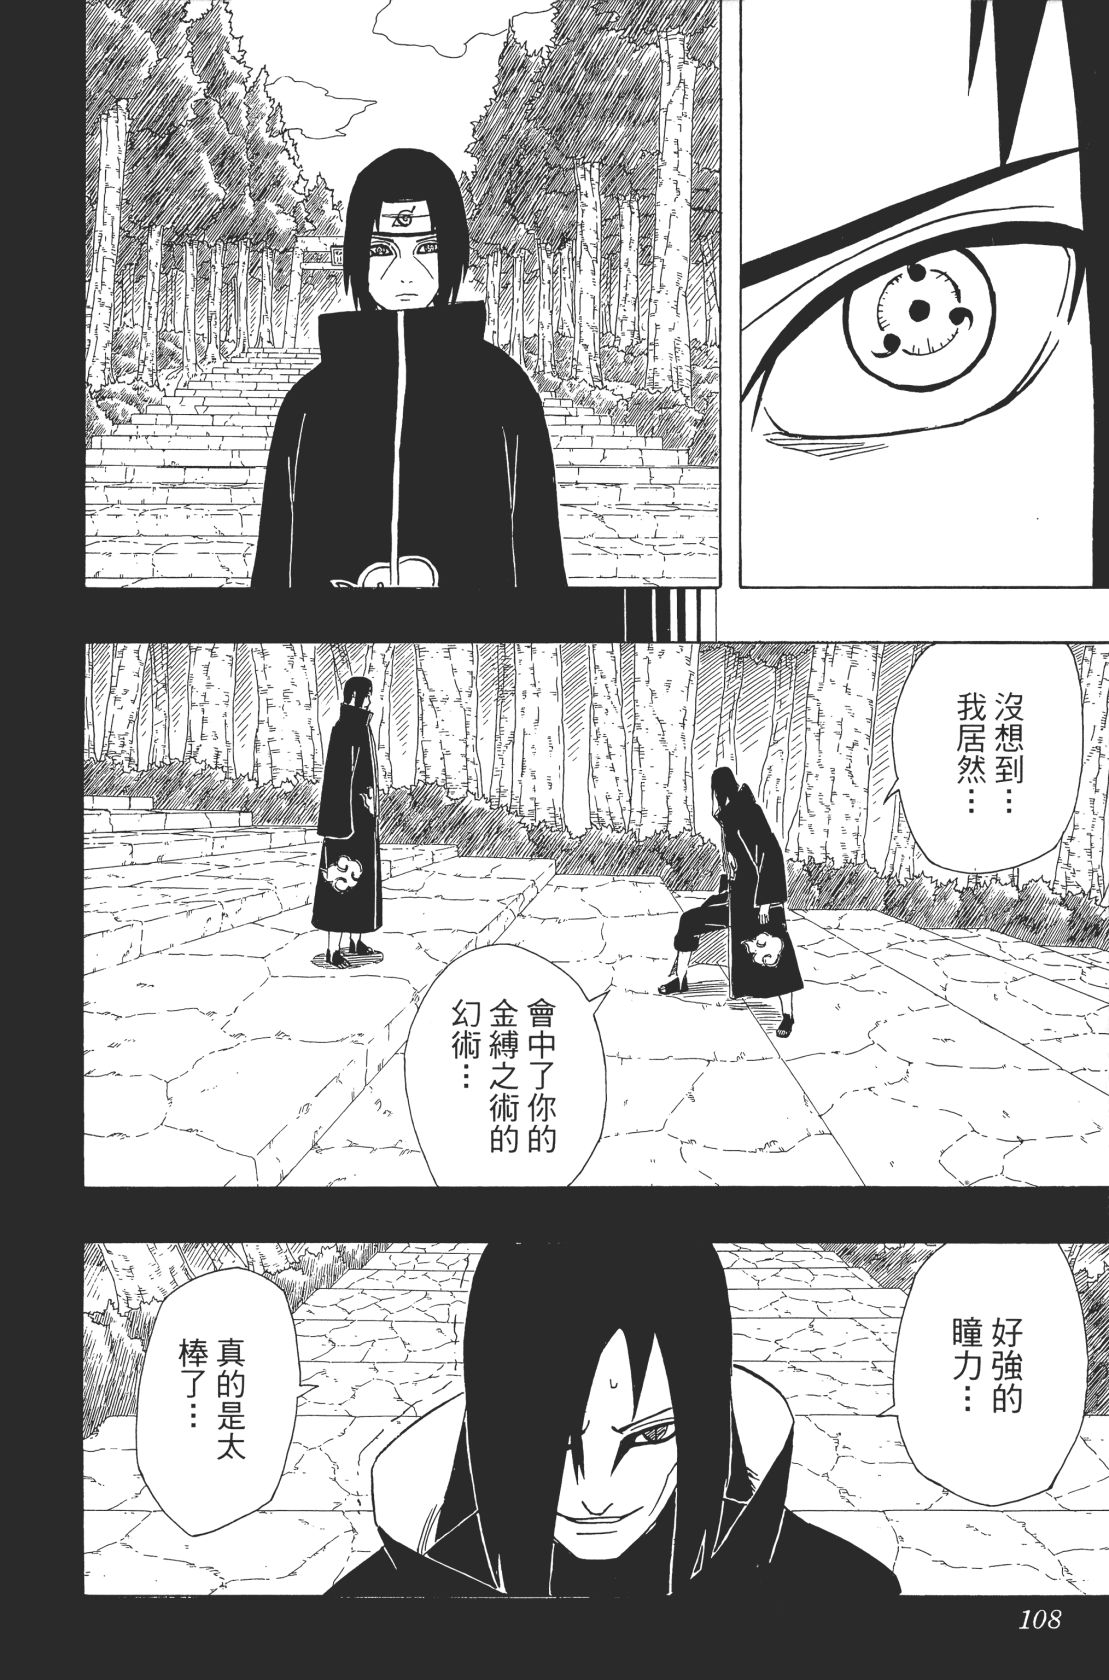 沒想到…
我居然…
會中了你的
金縛之術的
幻術…
好強的
瞳力…
真的是太
棒了…
108